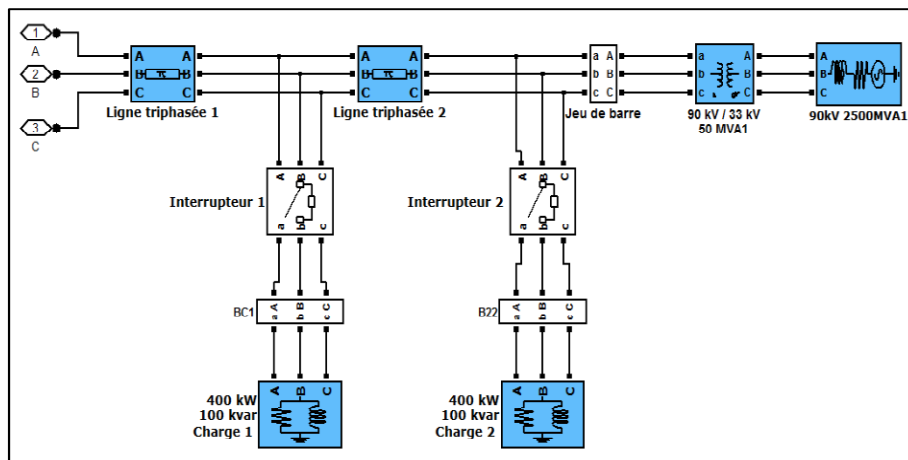 1
A
2
B
3
C
A A
B B
C C
Ligne triphasée 1
A A
B B
C C
Ligne triphasée 2
a A
b B
c C
Jeu de barre
a A
b B
c C
90 kV / 33 kV
50 MVA1
A
B
C
90kV 2500MVA1
Interrupteur 1
A B C
a b c
Interrupteur 2
A B C
a b c
BC1
A B C
a b c
B22
A B C
a b c
A B C
400 kW
100 kvar
Charge 1
A B C
400 kW
100 kvar
Charge 2